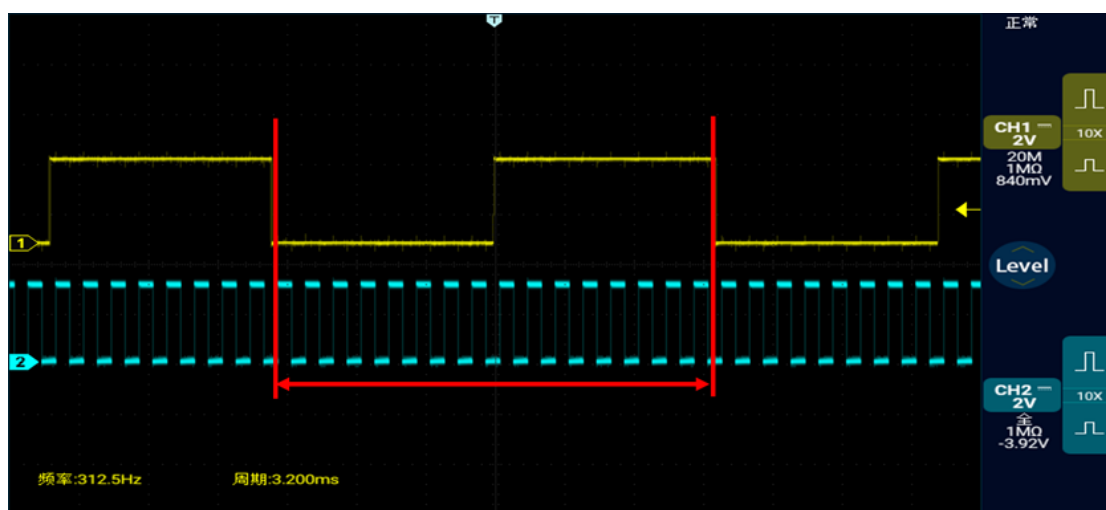 T
正常
10X
CH1
2V
20M
1MΩ
840mV
1
Level
2
10X
CH2
2V
全
1MΩ
-3.92V
频率:312.5Hz 周期:3.200ms